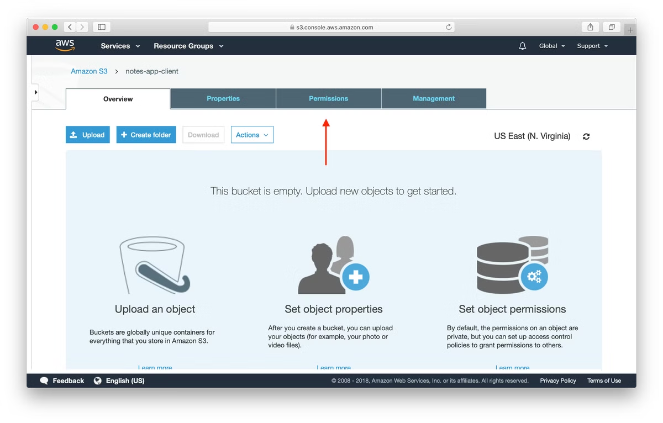 s3.console.aws.amazon.com
aws
Services
Resource Groups
Global
Support
Amazon S3 > notes-app-client
Overview
Properties
Permissions
Management
Upload
+ Create folder
Download
Actions
US East (N. Virginia)
This bucket is empty. Upload new objects to get started.
Upload an object
Buckets are globally unique containers for
everything that you store in Amazon S3.
Learn more
Set object properties
After you create a bucket, you can upload
your objects (for example, your photo or
video files).
Learn more
Set object permissions
By default, the permissions on an object are
private, but you can set up access control
policies to grant permissions to others.
Learn more
Feedback
English (US)
© 2008 - 2018, Amazon Web Services, Inc. or its affiliates. All rights reserved.
Privacy Policy
Terms of Use